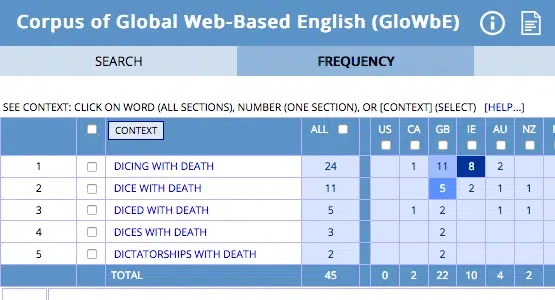 Corpus of Global Web-Based English (GloWbE)
SEARCH FREQUENCY
SEE CONTEXT: CLICK ON WORD (ALL SECTIONS), NUMBER (ONE SECTION), OR [CONTEXT] (SELECT) [HELP...]
CONTEXT ALL US CA GB IE AU NZ
1 DICING WITH DEATH 24 1 11 8 2
2 DICE WITH DEATH 11 5 2 1 1
3 DICED WITH DEATH 5 1 2 1 1
4 DICES WITH DEATH 3 2
5 DICTATORSHIPS WITH DEATH 2 2
TOTAL 45 0 2 22 10 4 2